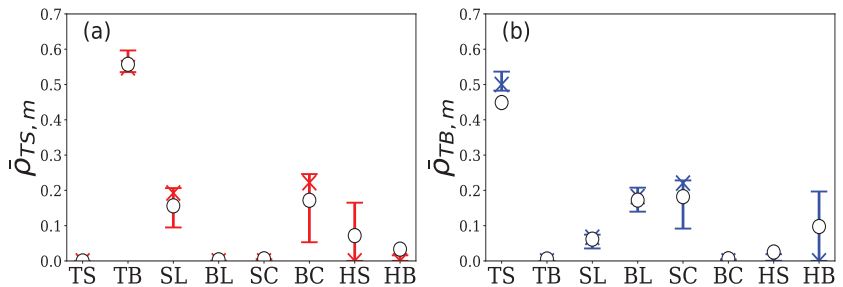 (a)
ρ̄_{TS, m}
0.7
0.6
0.5
0.4
0.3
0.2
0.1
0.0
TS TB SL BL SC BC HS HB
(b)
ρ̄_{TB, m}
0.7
0.6
0.5
0.4
0.3
0.2
0.1
0.0
TS TB SL BL SC BC HS HB